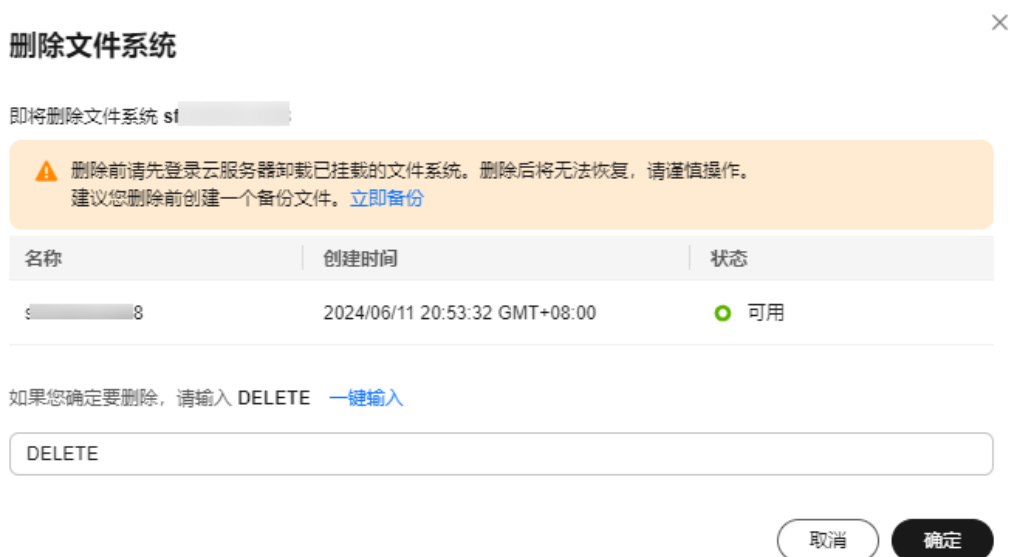 删除文件系统
即将删除文件系统 sf
删除前请先登录云服务器卸载已挂载的文件系统。删除后将无法恢复，请谨慎操作。
建议您删除前创建一个备份文件。立即备份
名称 创建时间 状态
s 8 2024/06/11 20:53:32 GMT+08:00 可用
如果您确定要删除，请输入 DELETE 一键输入
DELETE
取消 确定